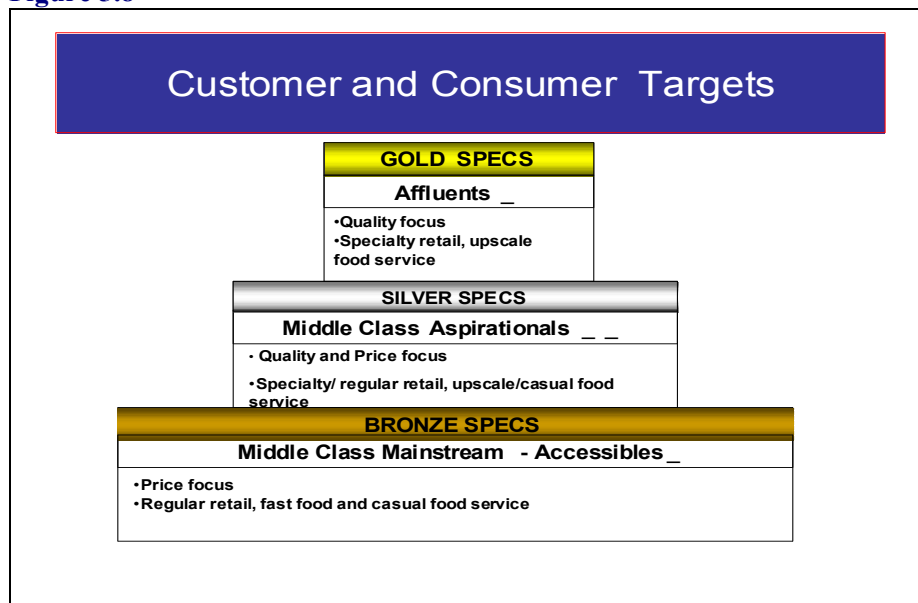 Customer and Consumer Targets
GOLD SPECS
Affluents _
•Quality focus
•Specialty retail, upscale
food service
SILVER SPECS
Middle Class Aspirationals _ _
• Quality and Price focus
•Specialty/ regular retail, upscale/casual food
service
BRONZE SPECS
Middle Class Mainstream - Accessibles _
•Price focus
•Regular retail, fast food and casual food service